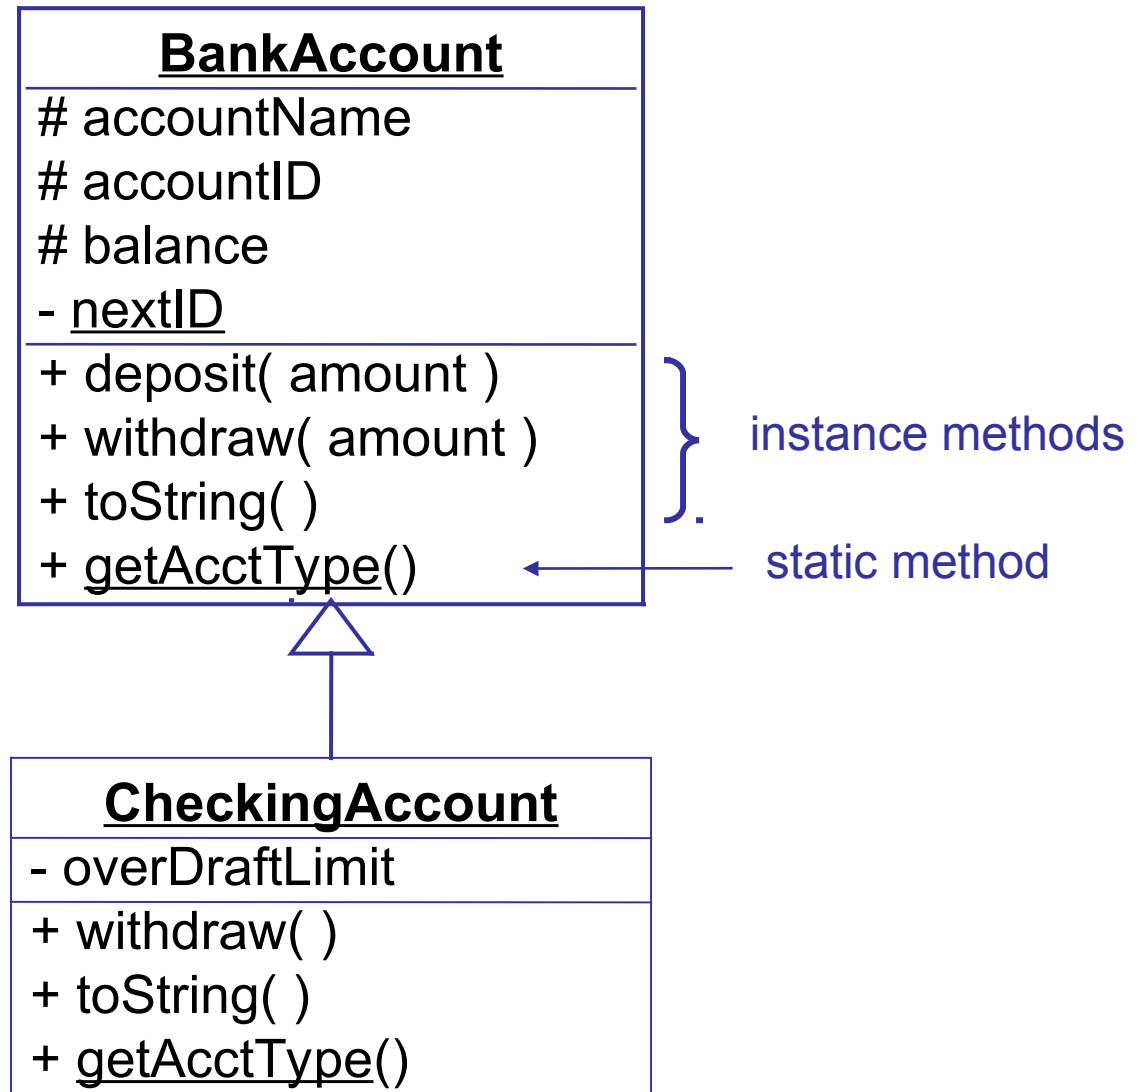 BankAccount
# accountName
# accountID
# balance
- nextID
+ deposit( amount )
+ withdraw( amount )
+ toString( )
+ getAcctType()
instance methods
static method
CheckingAccount
- overDraftLimit
+ withdraw( )
+ toString( )
+ getAcctType()